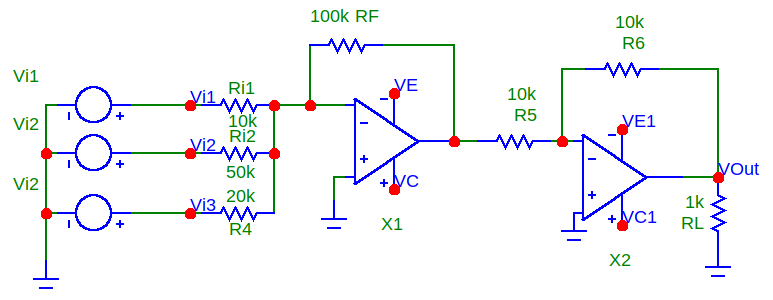 100k RF
10k
R6
Vi1
Vi1
Ri1
VE
10k
R5
10k
VE1
Vi2
Vi2
Ri2
50k
VOut
Vi2
Vi3
20k
R4
VC
X1
VC1
X2
1k
RL